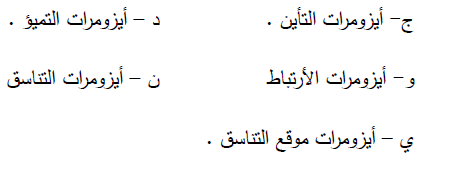 ج- أيزومرات التأين . د – أيزومرات التميؤ .
و- أيزومرات الأرتباط ن – أيزومرات التناسق
ي – أيزومرات موقع التناسق .